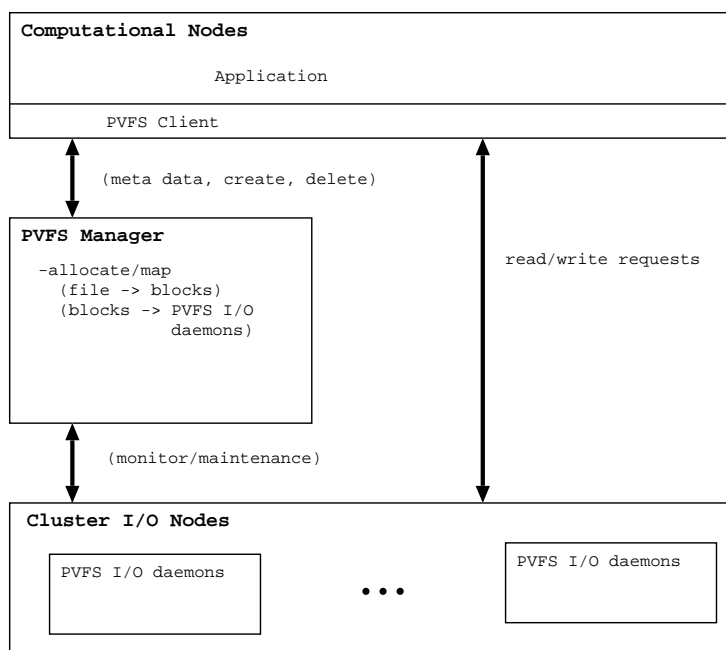 Computational Nodes
Application
PVFS Client
(meta data, create, delete)
PVFS Manager
-allocate/map
(file -> blocks)
(blocks -> PVFS I/O
daemons)
read/write requests
(monitor/maintenance)
Cluster I/O Nodes
PVFS I/O daemons
PVFS I/O daemons